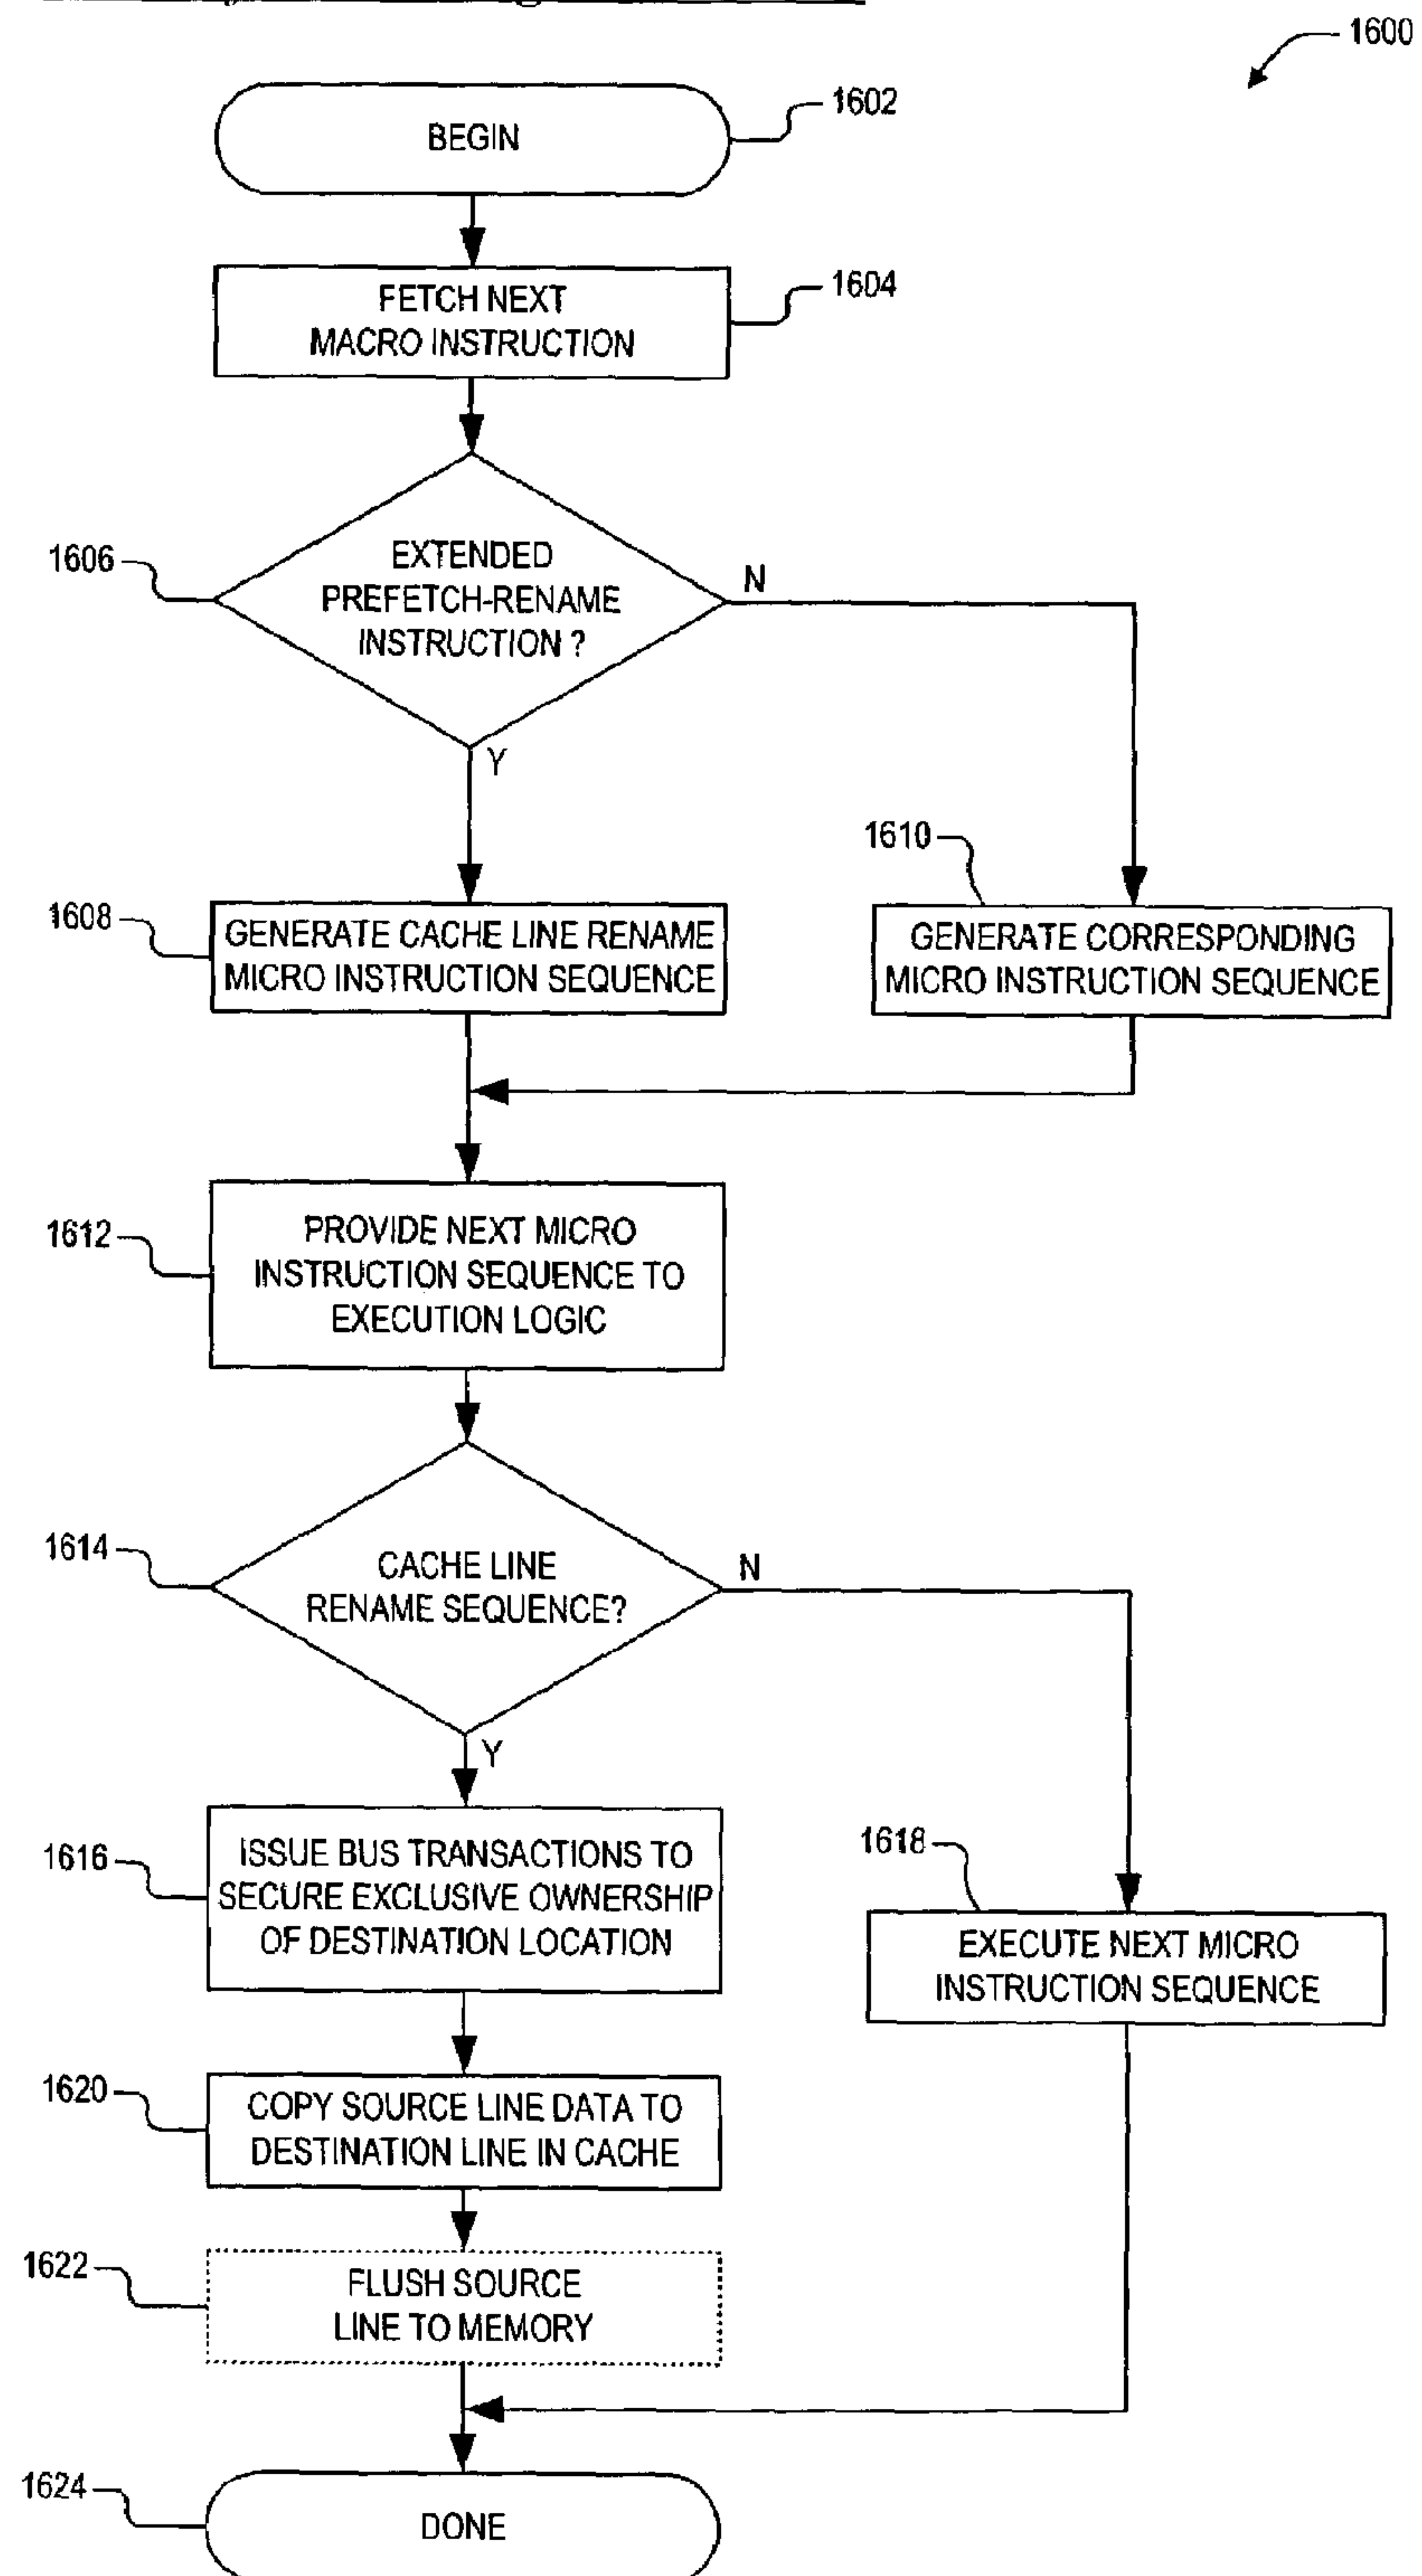 1600
BEGIN
1602
FETCH NEXT
MACRO INSTRUCTION
1604
1606
EXTENDED
PREFETCH-RENAME
INSTRUCTION ?
N
Y
1608
GENERATE CACHE LINE RENAME
MICRO INSTRUCTION SEQUENCE
1610
GENERATE CORRESPONDING
MICRO INSTRUCTION SEQUENCE
1612
PROVIDE NEXT MICRO
INSTRUCTION SEQUENCE TO
EXECUTION LOGIC
1614
CACHE LINE
RENAME SEQUENCE?
N
Y
1616
ISSUE BUS TRANSACTIONS TO
SECURE EXCLUSIVE OWNERSHIP
OF DESTINATION LOCATION
1618
EXECUTE NEXT MICRO
INSTRUCTION SEQUENCE
1620
COPY SOURCE LINE DATA TO
DESTINATION LINE IN CACHE
1622
FLUSH SOURCE
LINE TO MEMORY
1624
DONE